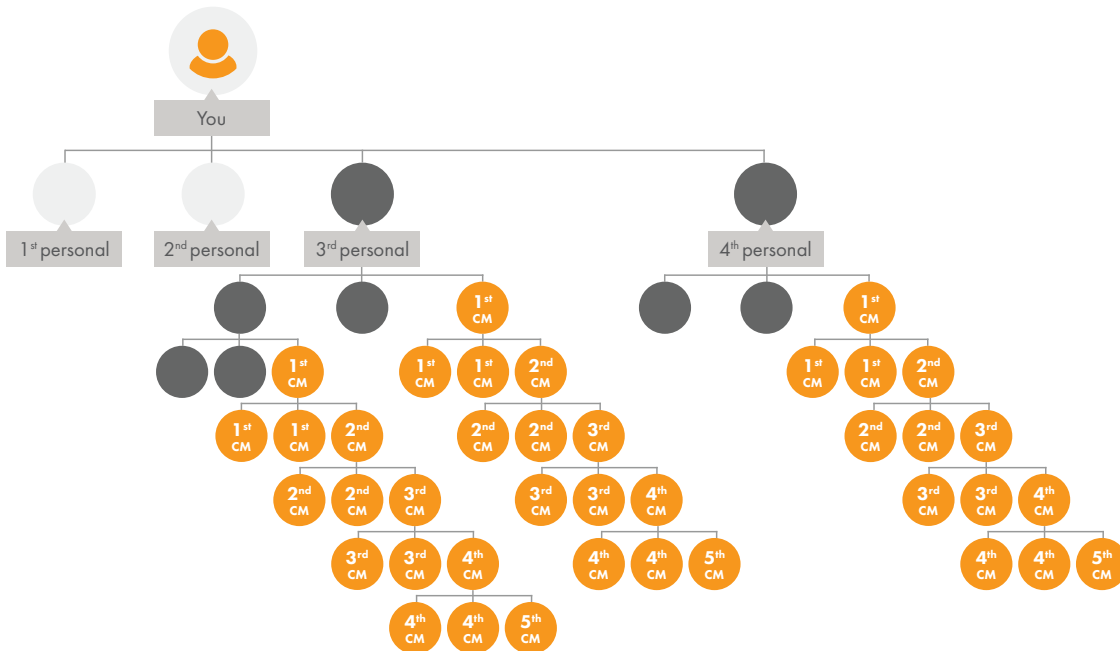 You
1st personal 2nd personal 3rd personal 4th personal
1st 1st
CM CM
1st 1st 1st 2nd 1st 1st 2nd
CM CM CM CM CM CM CM
1st 1st 2nd 2nd 2nd 3rd 2nd 2nd 3rd
CM CM CM CM CM CM CM CM CM
2nd 2nd 3rd 3rd 3rd 4th 3rd 3rd 4th
CM CM CM CM CM CM CM CM CM
3rd 3rd 4th 4th 4th 5th 4th 4th 5th
CM CM CM CM CM CM CM CM CM
4th 4th 5th
CM CM CM